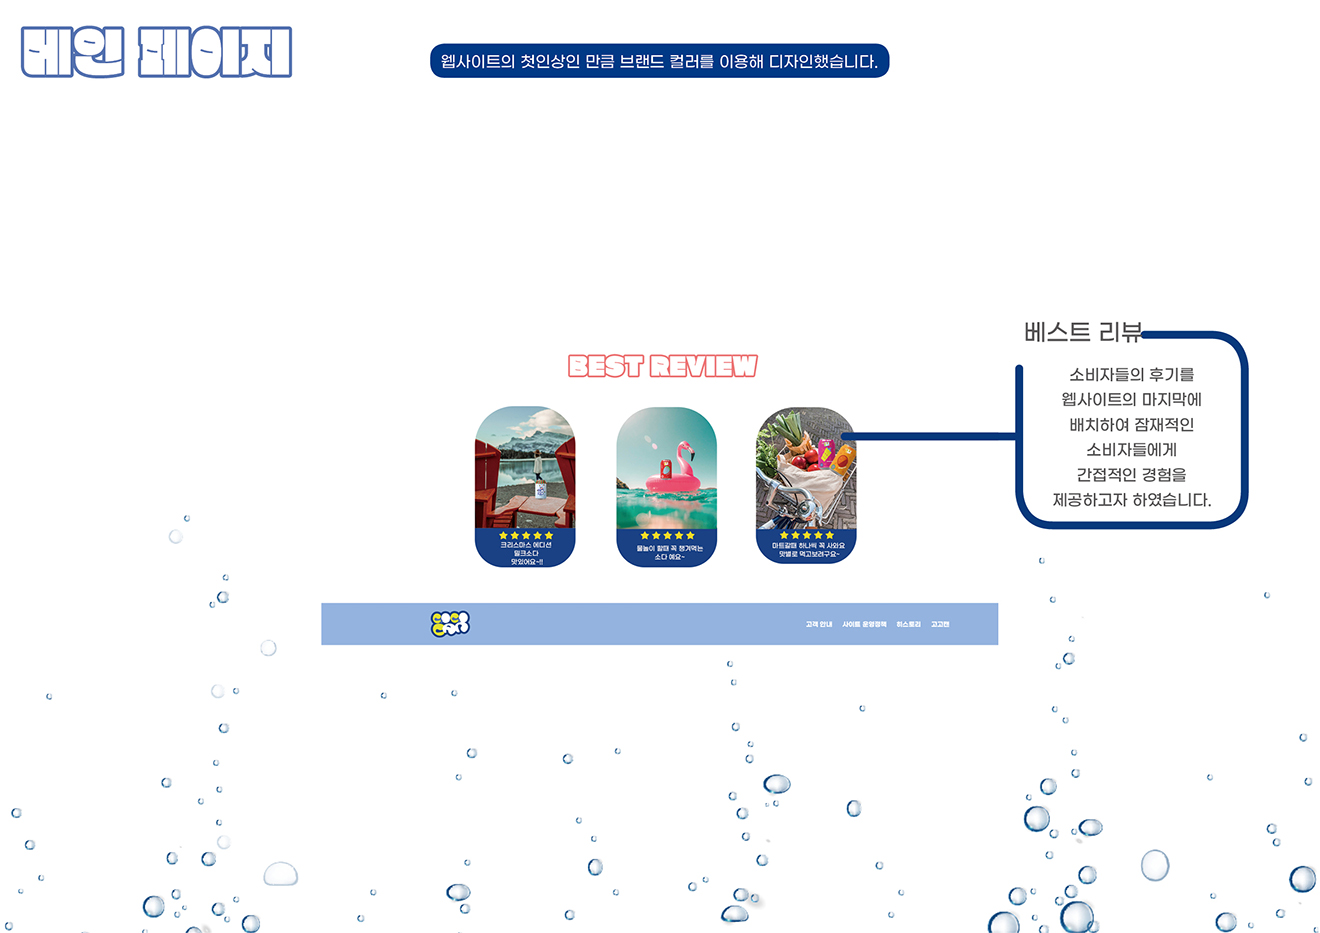 메인 페이지
웹사이트의 첫인상인 만큼 브랜드 컬러를 이용해 디자인했습니다.
BEST REVIEW
크리스마스 에디션
밀크소다
맛있어요~!!
물놀이 할때 꼭 챙겨먹는
소다 예요~
마트갈때 하나씩 꼭 사와요
맛별로 먹고보려구요~
베스트 리뷰
소비자들의 후기를
웹사이트의 마지막에
배치하여 잠재적인
소비자들에게
간접적인 경험을
제공하고자 하였습니다.
COCO
CAN
고객 안내 사이트 운영정책 히스토리 고고캔